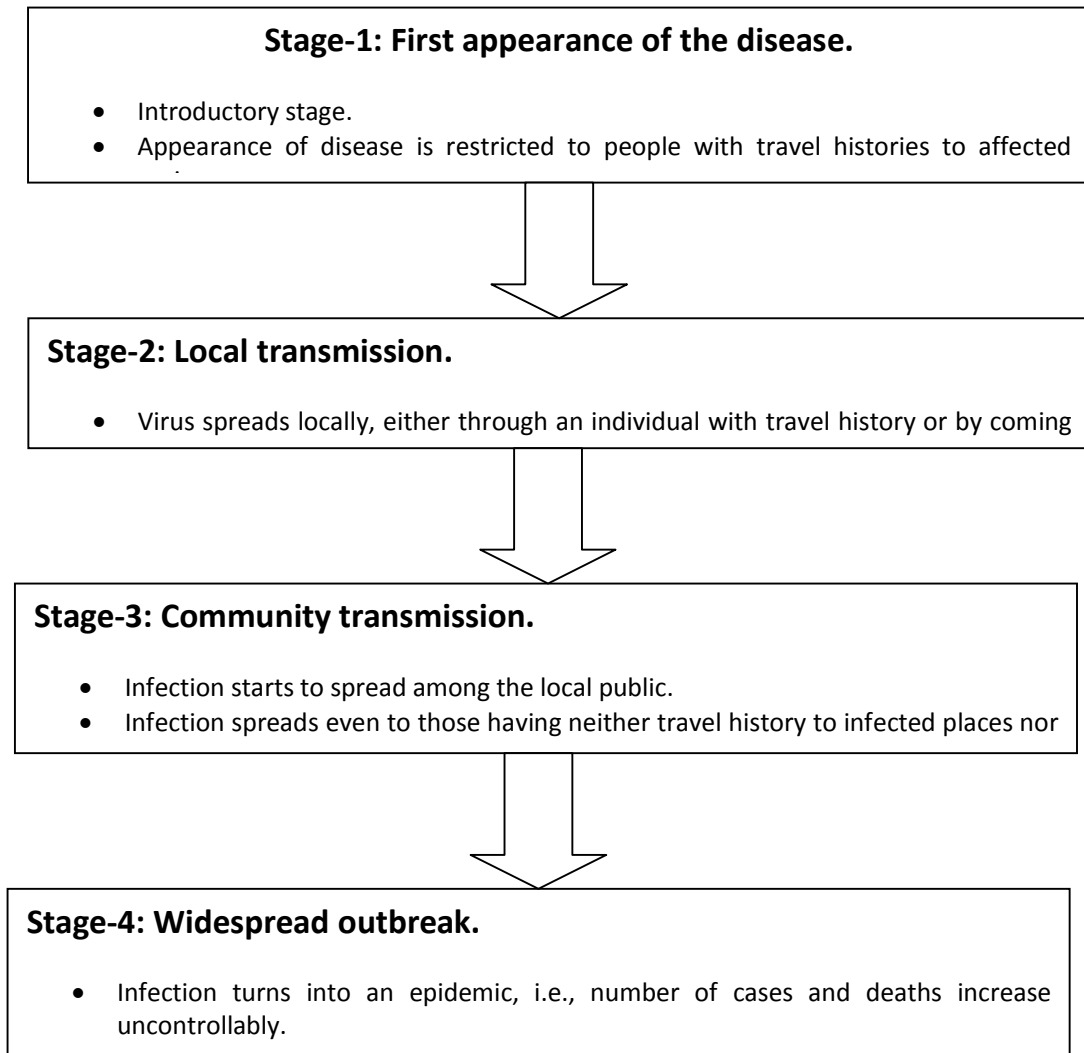 Stage-1: First appearance of the disease.
• Introductory stage.
• Appearance of disease is restricted to people with travel histories to affected
Stage-2: Local transmission.
• Virus spreads locally, either through an individual with travel history or by coming
Stage-3: Community transmission.
• Infection starts to spread among the local public.
• Infection spreads even to those having neither travel history to infected places nor
Stage-4: Widespread outbreak.
• Infection turns into an epidemic, i.e., number of cases and deaths increase
uncontrollably.